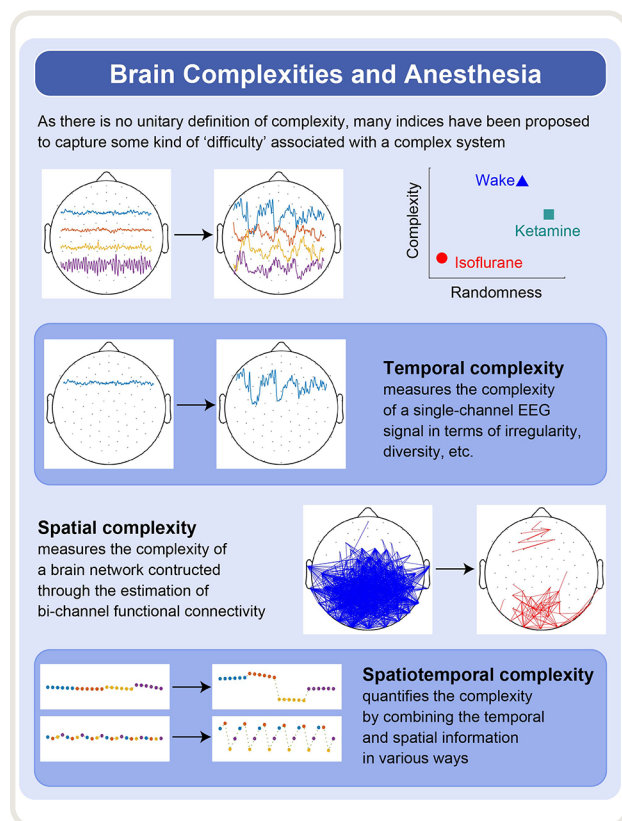 Brain Complexities and Anesthesia
As there is no unitary definition of complexity, many indices have been proposed
to capture some kind of ‘difficulty’ associated with a complex system
Complexity
Wake
Ketamine
Isoflurane
Randomness
Temporal complexity
measures the complexity
of a single-channel EEG
signal in terms of irregularity,
diversity, etc.
Spatial complexity
measures the complexity of
a brain network contructed
through the estimation of
bi-channel functional connectivity
Spatiotemporal complexity
quantifies the complexity
by combining the temporal
and spatial information
in various ways